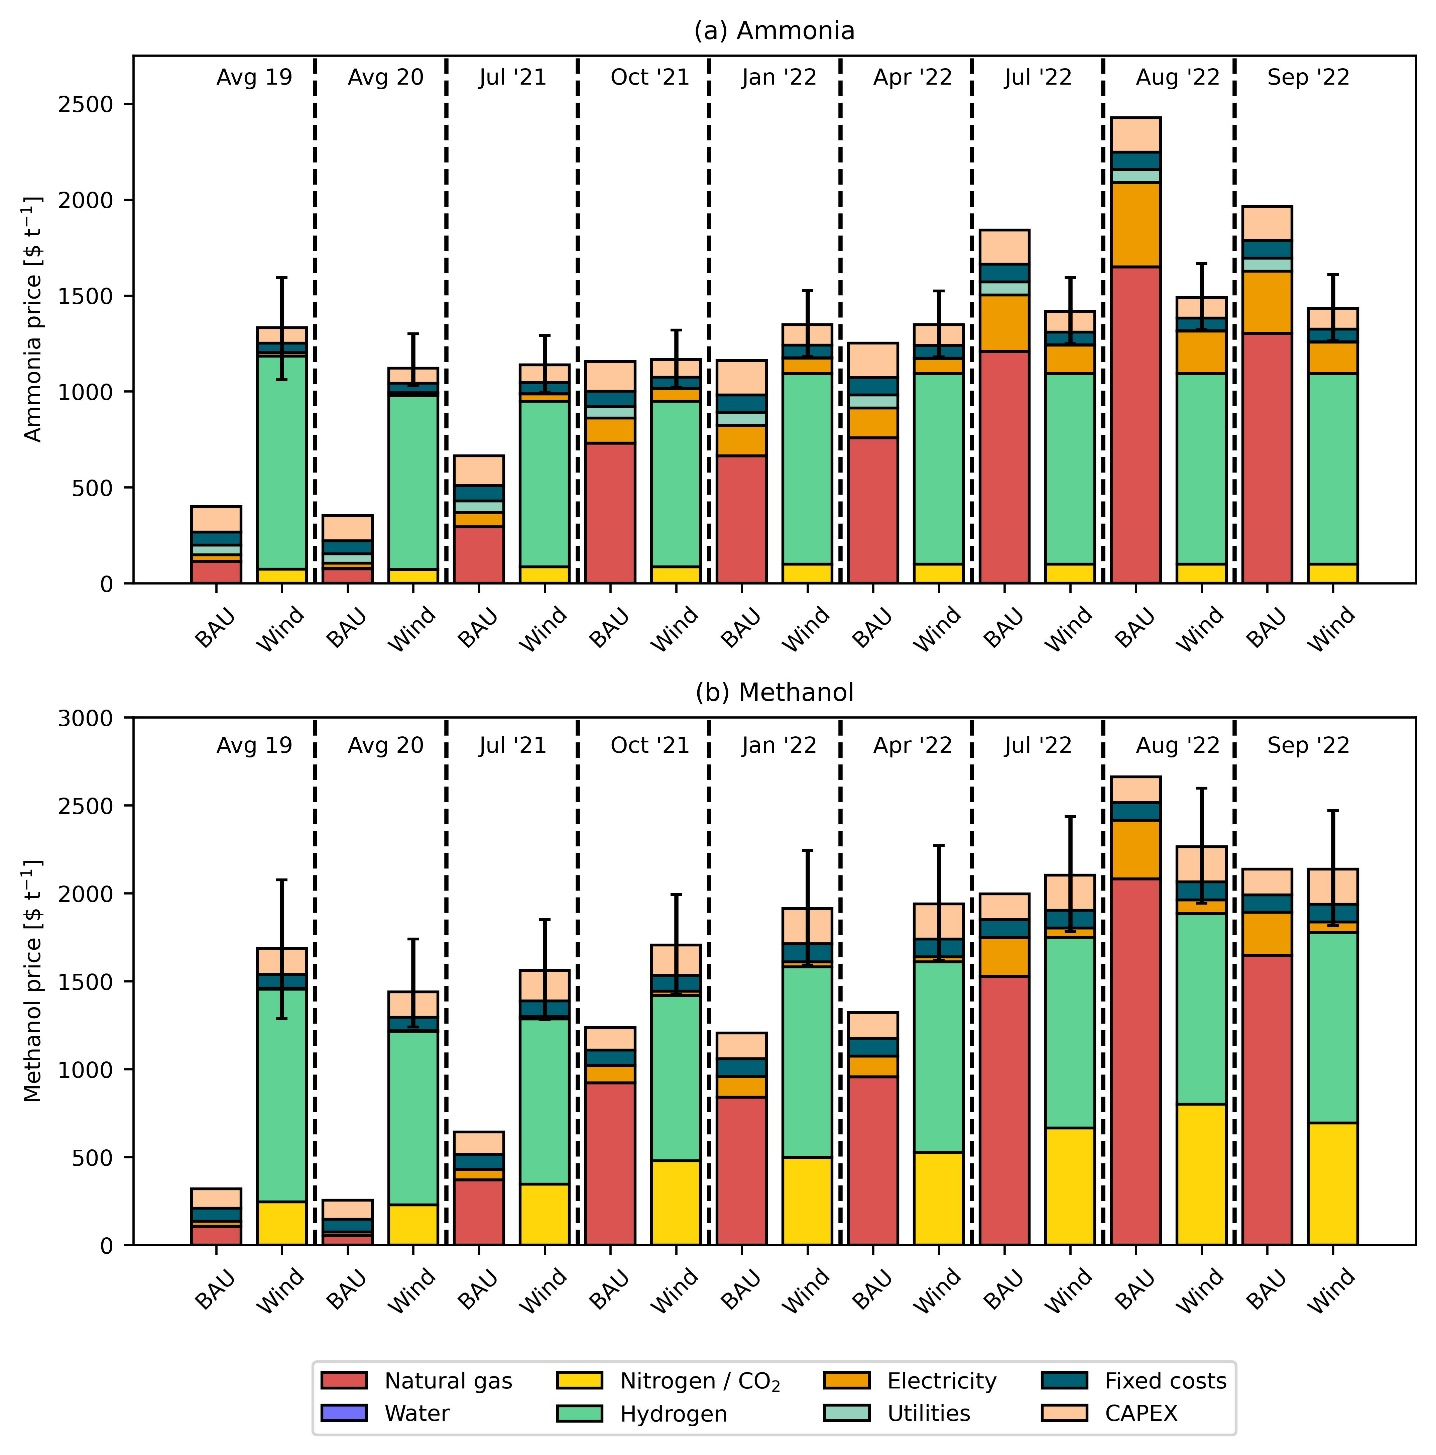 (a) Ammonia
Avg 19 Avg 20 Jul '21 Oct '21 Jan '22 Apr '22 Jul '22 Aug '22 Sep '22
2500
2000
1500
1000
500
0
Ammonia price [$ t⁻¹]
BAU Wind BAU Wind BAU Wind BAU Wind BAU Wind BAU Wind BAU Wind BAU Wind BAU Wind
(b) Methanol
3000
Avg 19 Avg 20 Jul '21 Oct '21 Jan '22 Apr '22 Jul '22 Aug '22 Sep '22
2500
2000
1500
1000
500
0
Methanol price [$ t⁻¹]
BAU Wind BAU Wind BAU Wind BAU Wind BAU Wind BAU Wind BAU Wind BAU Wind BAU Wind
Natural gas Nitrogen / CO₂ Electricity Fixed costs
Water Hydrogen Utilities CAPEX